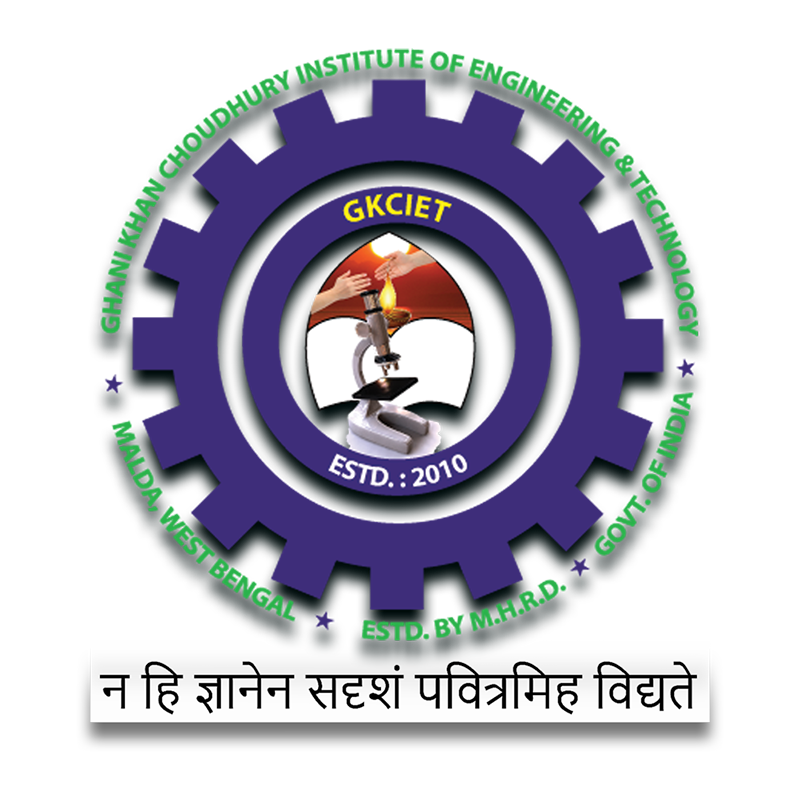 GHANI KHAN CHOUDHURY INSTITUTE OF ENGINEERING & TECHNOLOGY
GKCIET
ESTD. : 2010
MALDA, WEST BENGAL
ESTD. BY M.H.R.D.
GOVT. OF INDIA
न हि ज्ञानेन सदृशं पवित्रमिह विद्यते